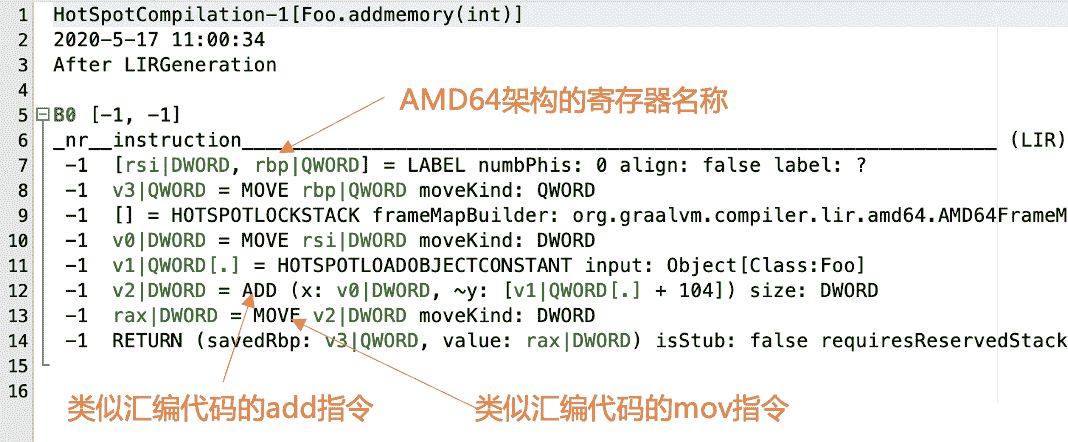 1 HotSpotCompilation-1[Foo.addmemory(int)]
2 2020-5-17 11:00:34
3 After LIRGeneration
4
AMD64架构的寄存器名称
5 B0 [-1, -1]
6 _nr__instruction_______________________________________________________________ (LIR)
7 -1 [rsi|DWORD, rbp|QWORD] = LABEL numbPhis: 0 align: false label: ?
8 -1 v3|QWORD = MOVE rbp|QWORD moveKind: QWORD
9 -1 [] = HOTSPOTLOCKSTACK frameMapBuilder: org.graalvm.compiler.lir.amd64.AMD64FrameM
10 -1 v0|DWORD = MOVE rsi|DWORD moveKind: DWORD
11 -1 v1|QWORD[.] = HOTSPOTLOADOBJECTCONSTANT input: Object[Class:Foo]
12 -1 v2|DWORD = ADD (x: v0|DWORD, ~y: [v1|QWORD[.] + 104]) size: DWORD
13 -1 rax|DWORD = MOVE v2|DWORD moveKind: DWORD
14 -1 RETURN (savedRbp: v3|QWORD, value: rax|DWORD) isStub: false requiresReservedStack
15
16
类似汇编代码的add指令 类似汇编代码的mov指令